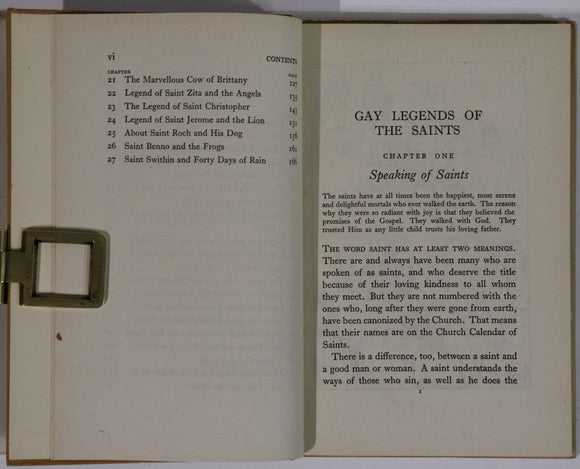 vi
CONTENTS
CHAPTER
PAGE
21 The Marvellous Cow of Brittany 127
22 Legend of Saint Zita and the Angels 135
23 The Legend of Saint Christopher 143
24 Legend of Saint Jerome and the Lion 151
25 About Saint Roch and His Dog 156
26 Saint Benno and the Frogs 161
27 Saint Swithin and Forty Days of Rain 166
GAY LEGENDS OF
THE SAINTS
CHAPTER ONE
Speaking of Saints
The saints have at all times been the happiest, most serene
and delightful mortals who ever walked the earth. The reason
why they were so radiant with joy is that they believed the
promises of the Gospel. They walked with God. They
trusted Him as any little child trusts his loving father.
THE WORD SAINT HAS AT LEAST TWO MEANINGS.
There are and always have been many who are
spoken of as saints, and who deserve the title
because of their loving kindness to all whom
they meet. But they are not numbered with the
ones who, long after they were gone from earth,
have been canonized by the Church. That means
that their names are on the Church Calendar of
Saints.
There is a difference, too, between a saint and
a good man or woman. A saint understands the
ways of those who sin, as well as he does the
1